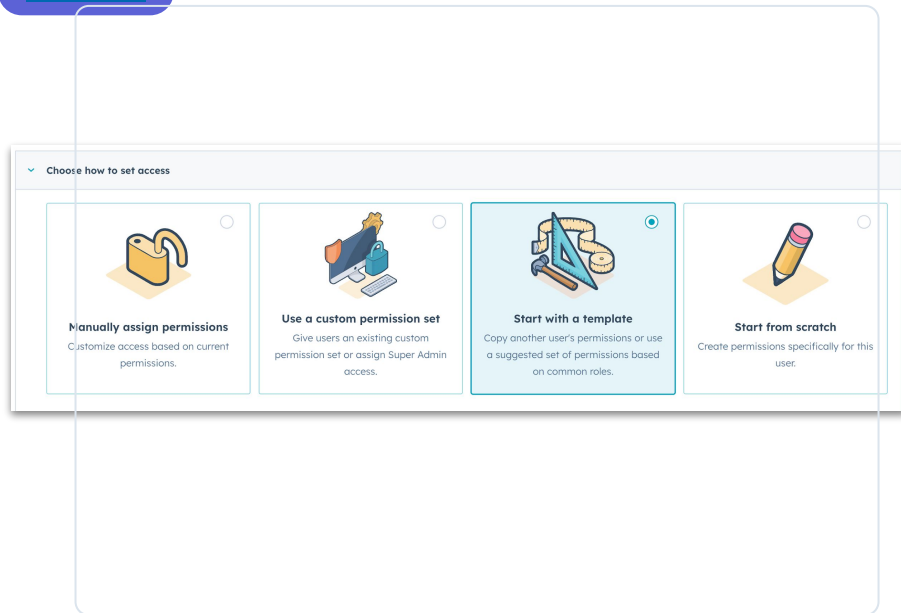 Choose how to set access
Manually assign permissions
Customize access based on current
permissions.
Use a custom permission set
Give users an existing custom
permission set or assign Super Admin
access.
Start with a template
Copy another user's permissions or use
a suggested set of permissions based
on common roles.
Start from scratch
Create permissions specifically for this
user.